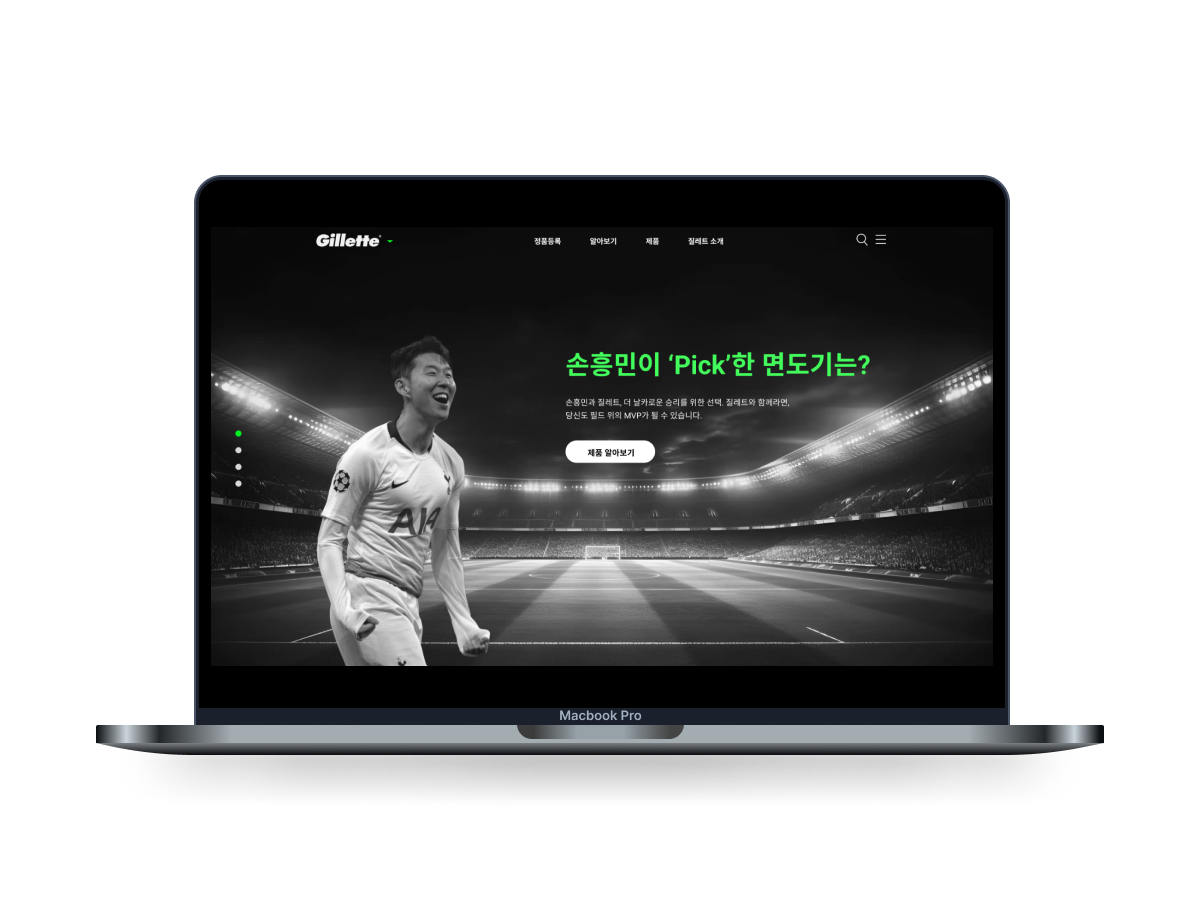 Gillette
정품등록 알아보기 제품 질레트 소개
손흥민이 ‘Pick’한 면도기는?
손흥민과 질레트, 더 날카로운 승리를 위한 선택. 질레트와 함께라면,
당신도 필드 위의 MVP가 될 수 있습니다.
제품 알아보기
AIA
Macbook Pro